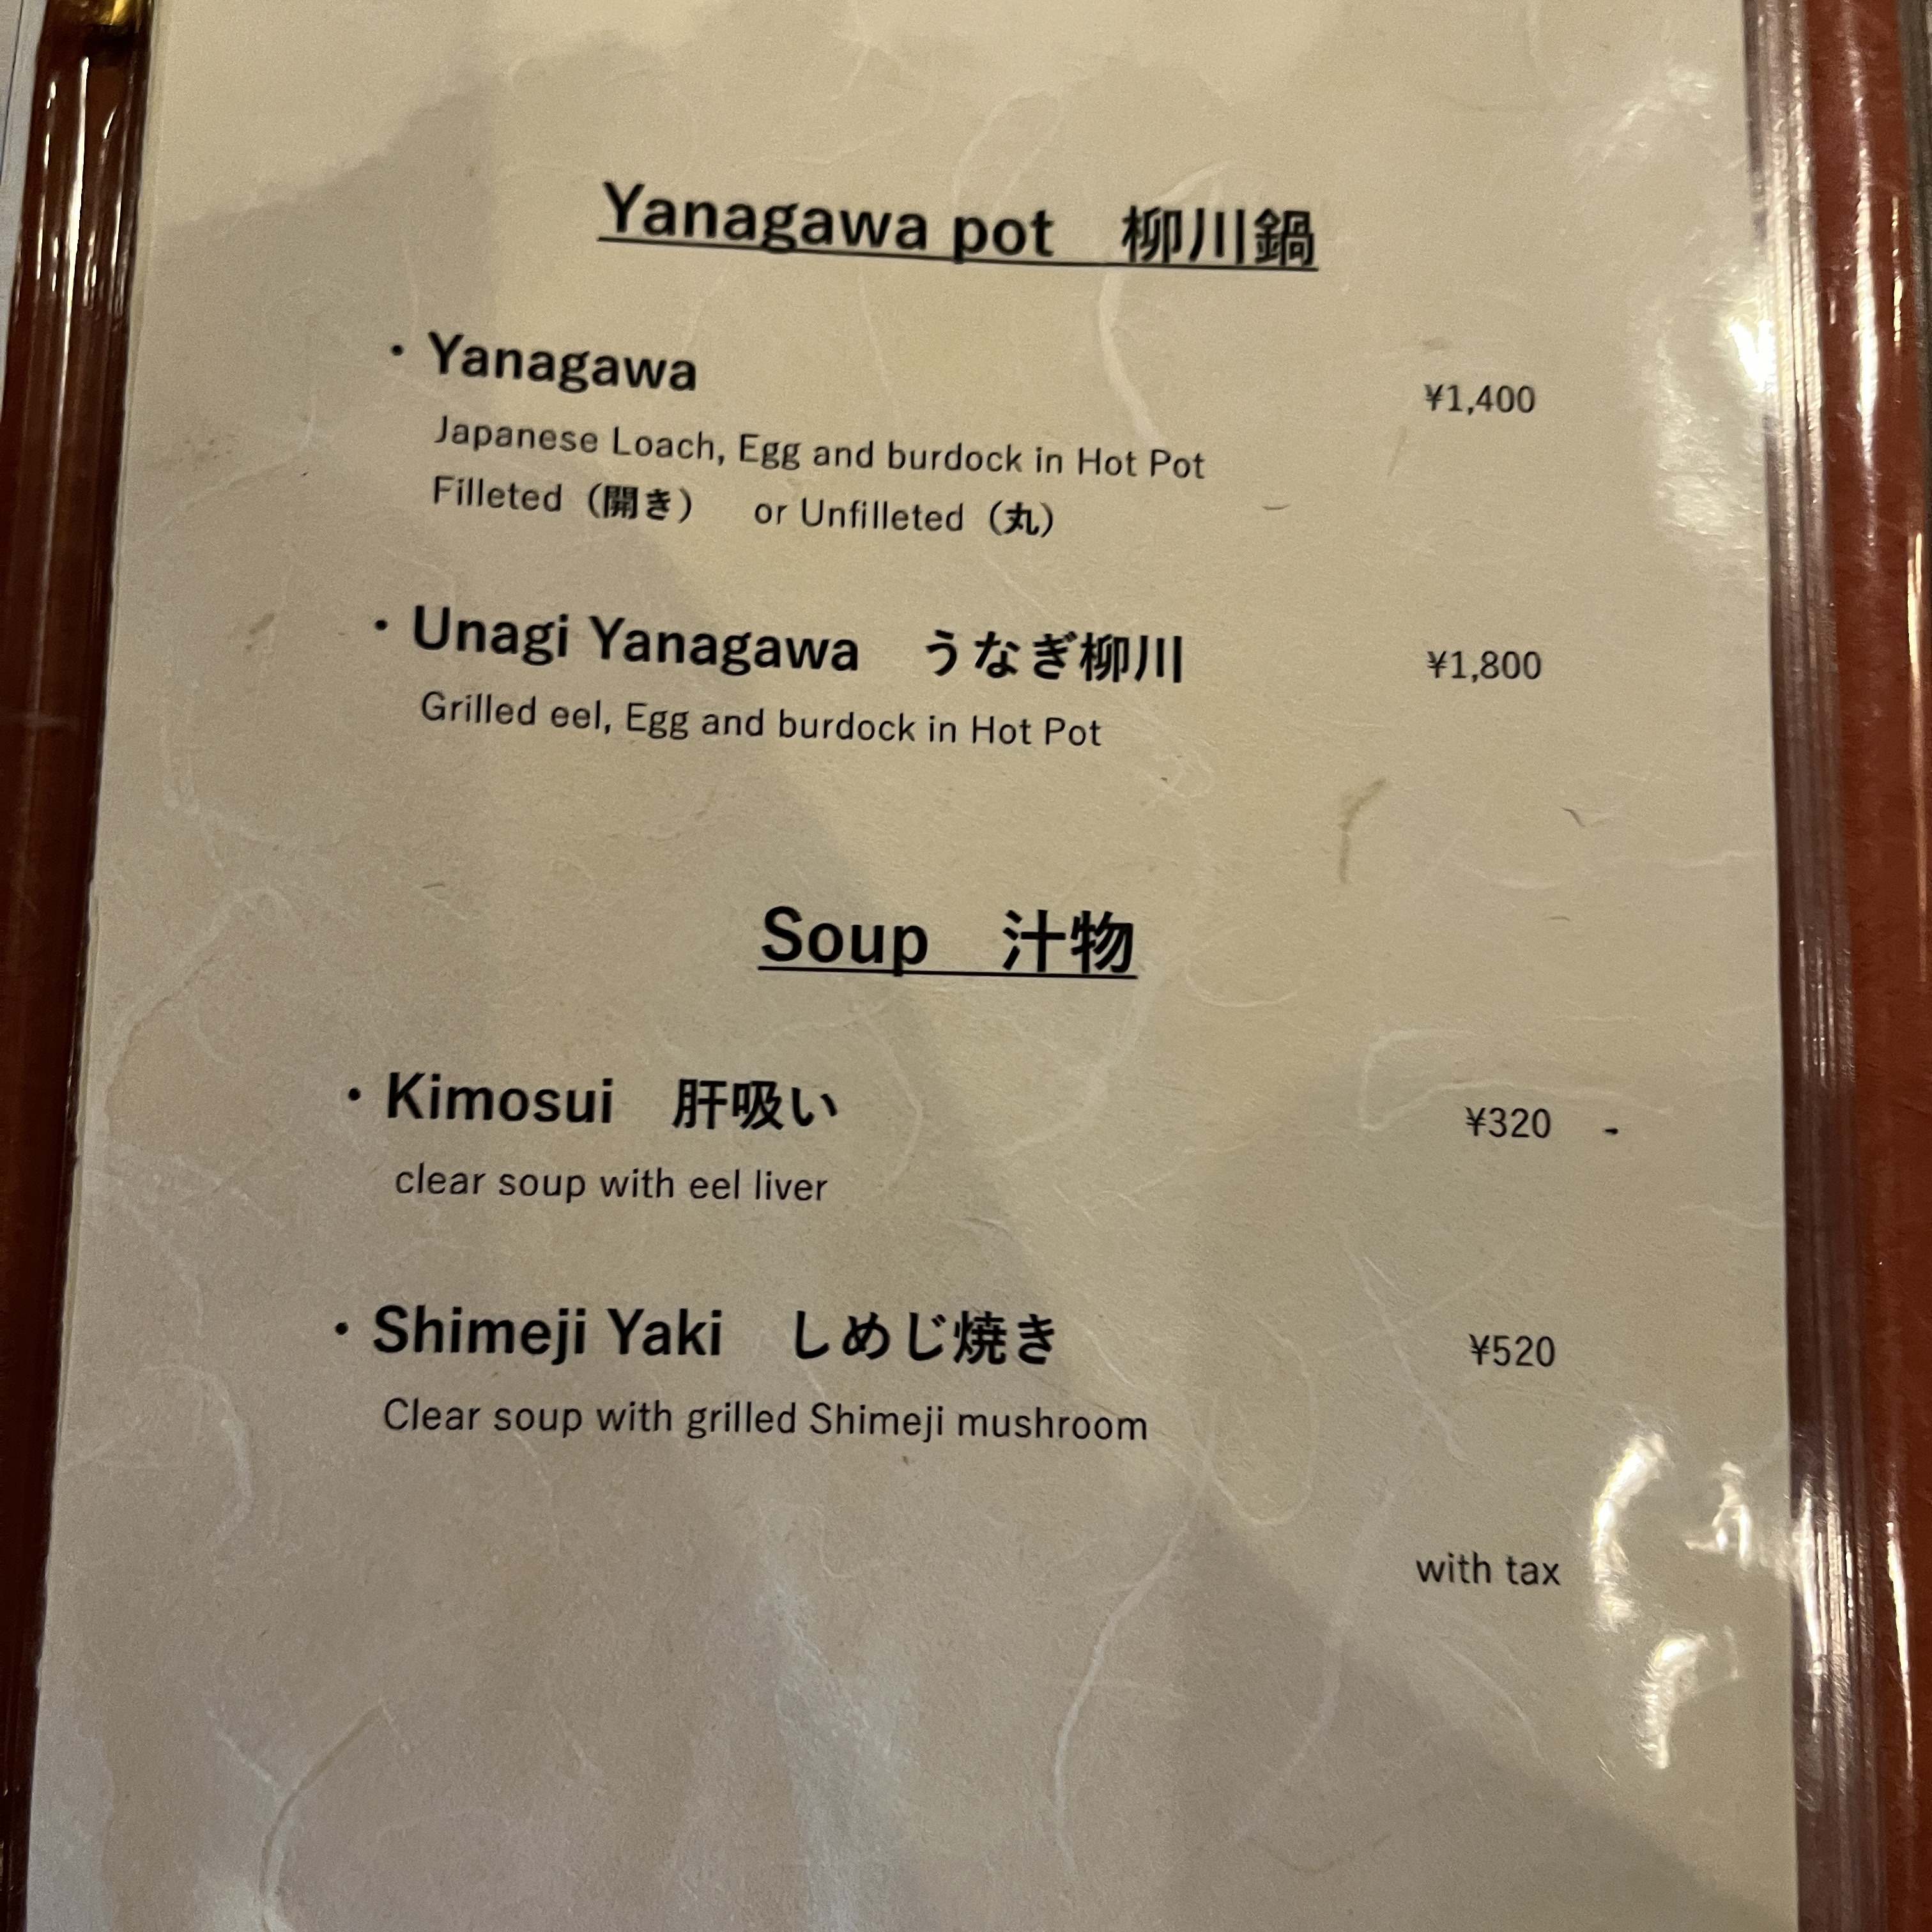 Yanagawa pot　柳川鍋
・Yanagawa ¥1,400
Japanese Loach, Egg and burdock in Hot Pot
Filleted（開き）　or Unfilleted（丸）
・Unagi Yanagawa　うなぎ柳川 ¥1,800
Grilled eel, Egg and burdock in Hot Pot
Soup　汁物
・Kimosui　肝吸い ¥320
clear soup with eel liver
・Shimeji Yaki　しめじ焼き ¥520
Clear soup with grilled Shimeji mushroom
with tax